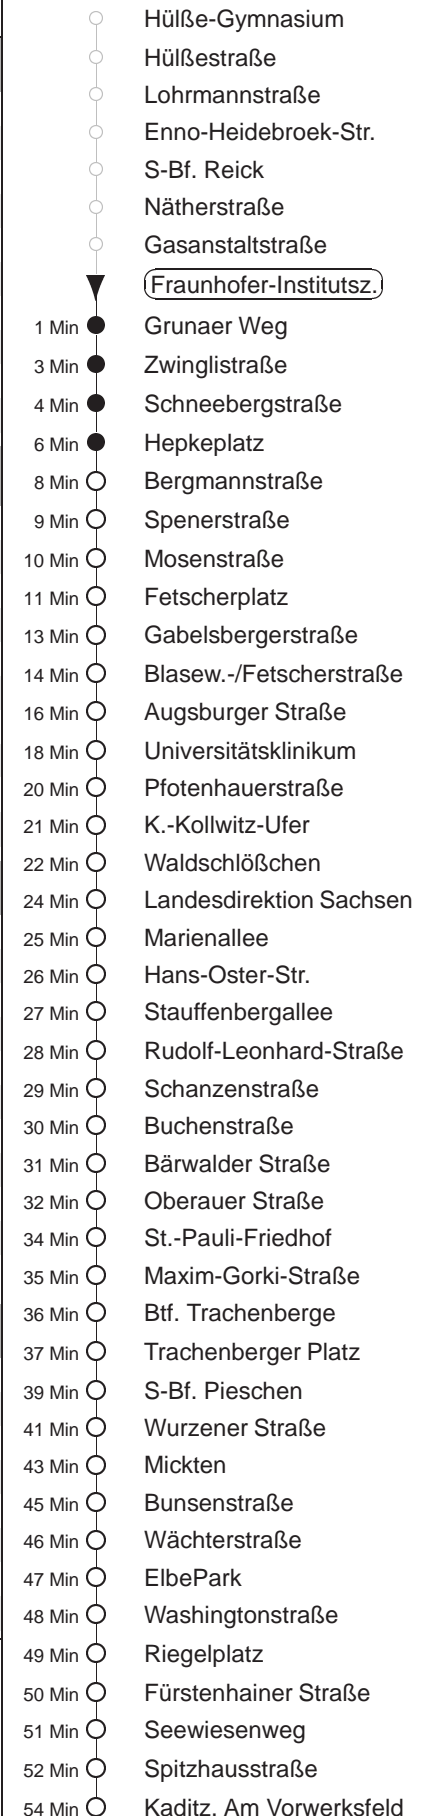 Hülße-Gymnasium
Hülßestraße
Lohrmannstraße
Enno-Heidebroek-Str.
S-Bf. Reick
Nätherstraße
Gasanstaltstraße
Fraunhofer-Institutsz.
1 Min Grunaer Weg
3 Min Zwinglistraße
4 Min Schneebergstraße
6 Min Hepkeplatz
8 Min Bergmannstraße
9 Min Spenerstraße
10 Min Mosenstraße
11 Min Fetscherplatz
13 Min Gabelsbergerstraße
14 Min Blasew.-/Fetscherstraße
16 Min Augsburger Straße
18 Min Universitätsklinikum
20 Min Pfotenhauerstraße
21 Min K.-Kollwitz-Ufer
22 Min Waldschlößchen
24 Min Landesdirektion Sachsen
25 Min Marienallee
26 Min Hans-Oster-Str.
27 Min Stauffenbergallee
28 Min Rudolf-Leonhard-Straße
29 Min Schanzenstraße
30 Min Buchenstraße
31 Min Bärwalder Straße
32 Min Oberauer Straße
34 Min St.-Pauli-Friedhof
35 Min Maxim-Gorki-Straße
36 Min Btf. Trachenberge
37 Min Trachenberger Platz
39 Min S-Bf. Pieschen
41 Min Wurzener Straße
43 Min Mickten
45 Min Bunsenstraße
46 Min Wächterstraße
47 Min ElbePark
48 Min Washingtonstraße
49 Min Riegelplatz
50 Min Fürstenhainer Straße
51 Min Seewiesenweg
52 Min Spitzhausstraße
54 Min Kaditz, Am Vorwerksfeld